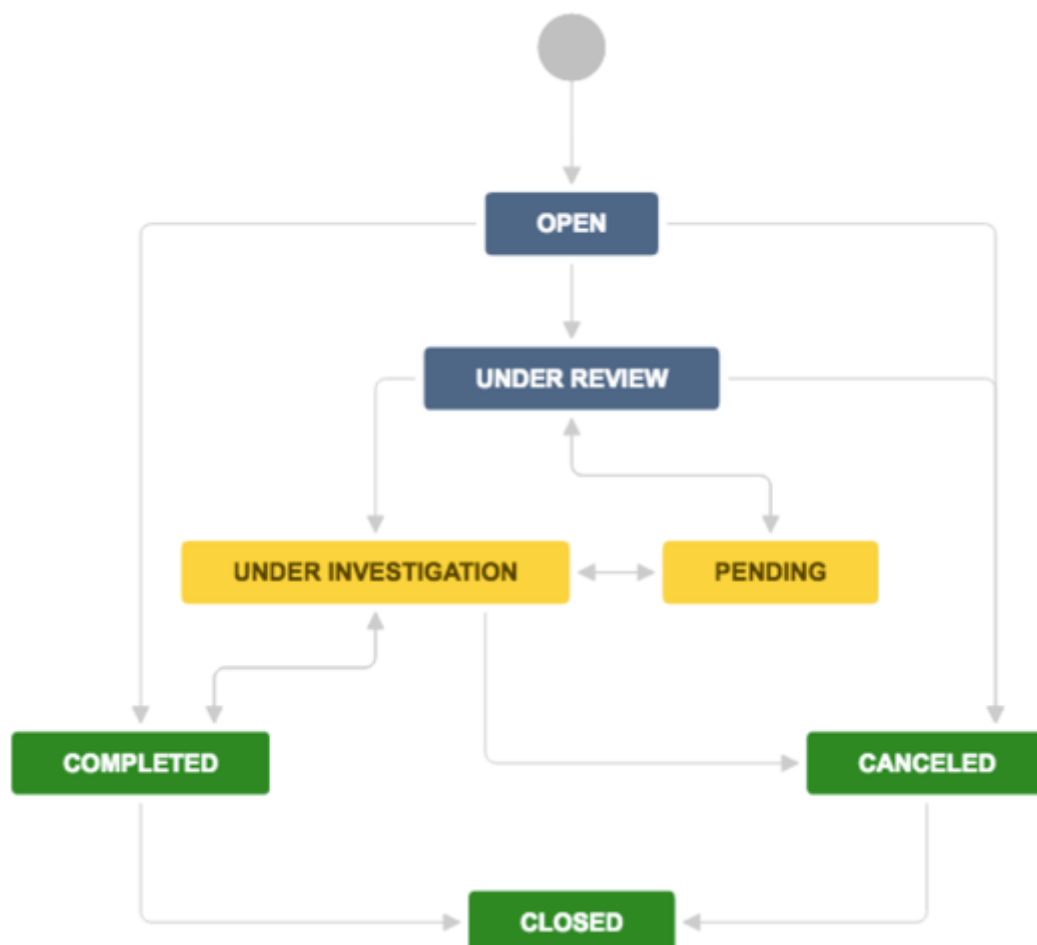 OPEN
UNDER REVIEW
UNDER INVESTIGATION
PENDING
COMPLETED
CANCELED
CLOSED